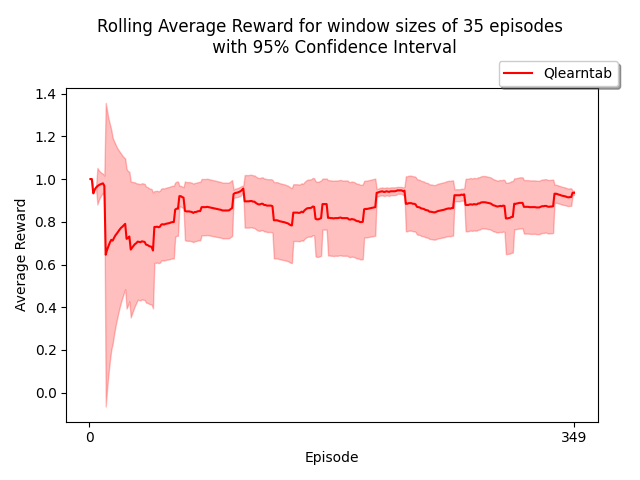 Rolling Average Reward for window sizes of 35 episodes
with 95% Confidence Interval
Qlearntab
1.4
1.2
1.0
0.8
0.6
0.4
0.2
0.0
Average Reward
0
349
Episode